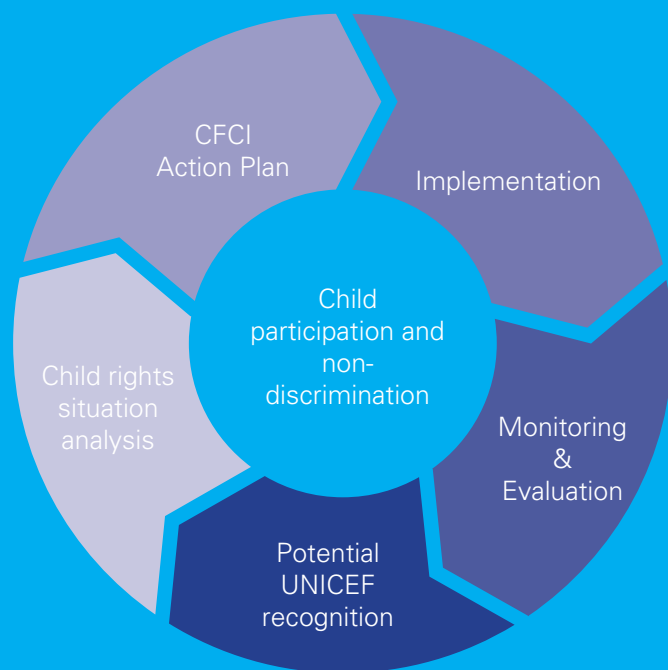 CFCI
Action Plan
Implementation
Child
participation and
non-
discrimination
Child rights
situation
analysis
Monitoring
&
Evaluation
Potential
UNICEF
recognition